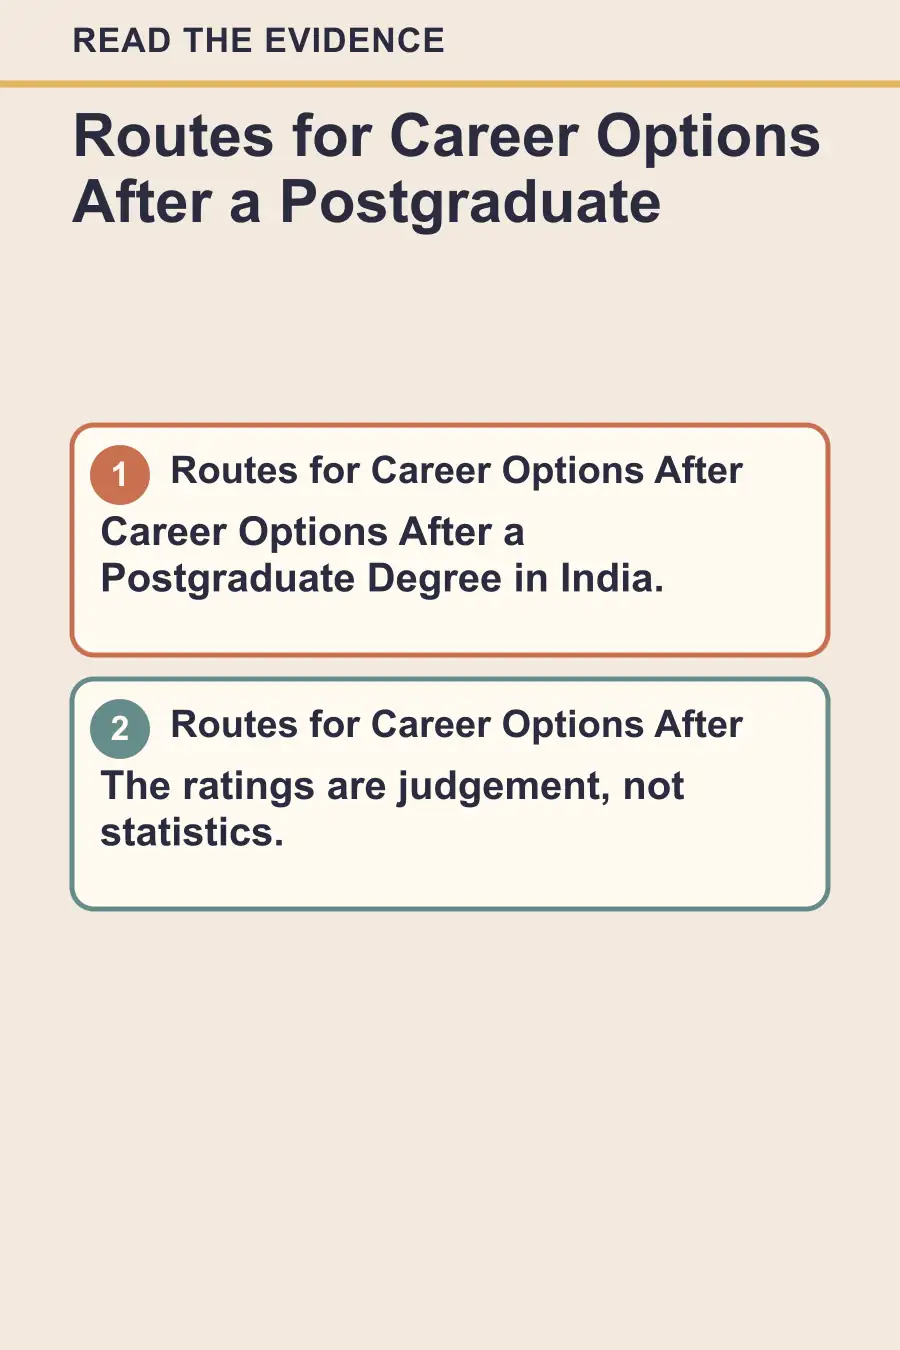 READ THE EVIDENCE
Routes for Career Options
After a Postgraduate
1 Routes for Career Options After
Career Options After a
Postgraduate Degree in India.
2 Routes for Career Options After
The ratings are judgement, not
statistics.